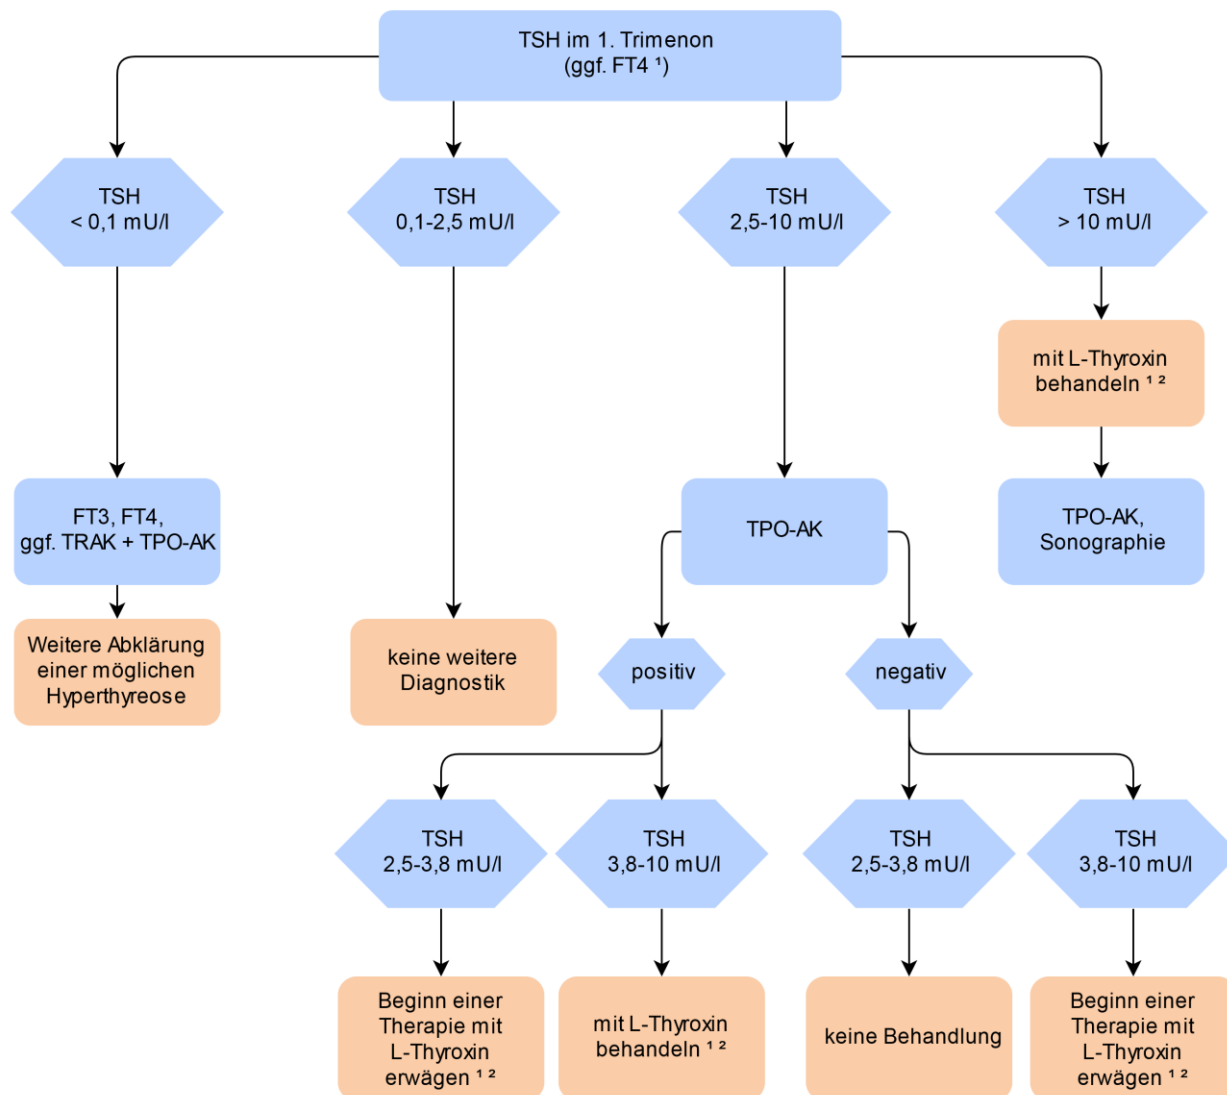 TSH im 1. Trimenon
(ggf. FT4 ¹)
TSH
< 0,1 mU/l
TSH
0,1-2,5 mU/l
TSH
2,5-10 mU/l
TSH
> 10 mU/l
mit L-Thyroxin
behandeln ¹ ²
FT3, FT4,
ggf. TRAK + TPO-AK
TPO-AK
TPO-AK,
Sonographie
Weitere Abklärung
einer möglichen
Hyperthyreose
keine weitere
Diagnostik
positiv
negativ
TSH
2,5-3,8 mU/l
TSH
3,8-10 mU/l
TSH
2,5-3,8 mU/l
TSH
3,8-10 mU/l
Beginn einer
Therapie mit
L-Thyroxin
erwägen ¹ ²
mit L-Thyroxin
behandeln ¹ ²
keine Behandlung
Beginn einer
Therapie mit
L-Thyroxin
erwägen ¹ ²